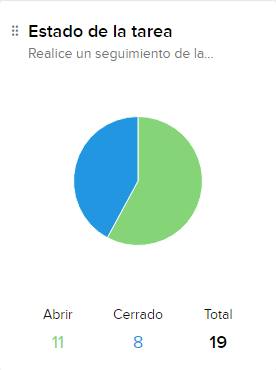 Estado de la tarea
Realice un seguimiento de la...
Abrir Cerrado Total
11 8 19